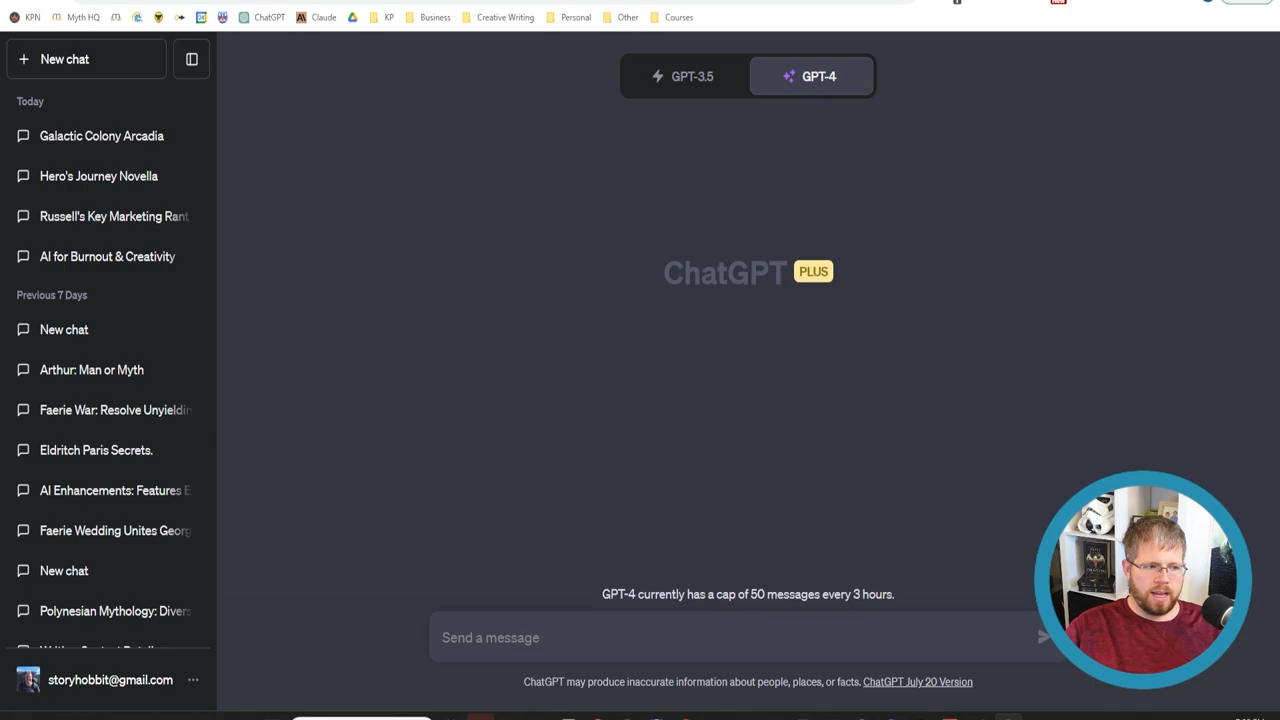 KPN
Myth HQ
ChatGPT
Claude
KP
Business
Creative Writing
Personal
Other
Courses
New chat
GPT-3.5
GPT-4
Today
Galactic Colony Arcadia
Hero's Journey Novella
Russell's Key Marketing Rant
AI for Burnout & Creativity
Previous 7 Days
New chat
Arthur: Man or Myth
Faerie War: Resolve Unyieldin
Eldritch Paris Secrets.
AI Enhancements: Features E
Faerie Wedding Unites Georg
New chat
Polynesian Mythology: Divers
storyhobbit@gmail.com
ChatGPT PLUS
GPT-4 currently has a cap of 50 messages every 3 hours.
Send a message
ChatGPT may produce inaccurate information about people, places, or facts. ChatGPT July 20 Version